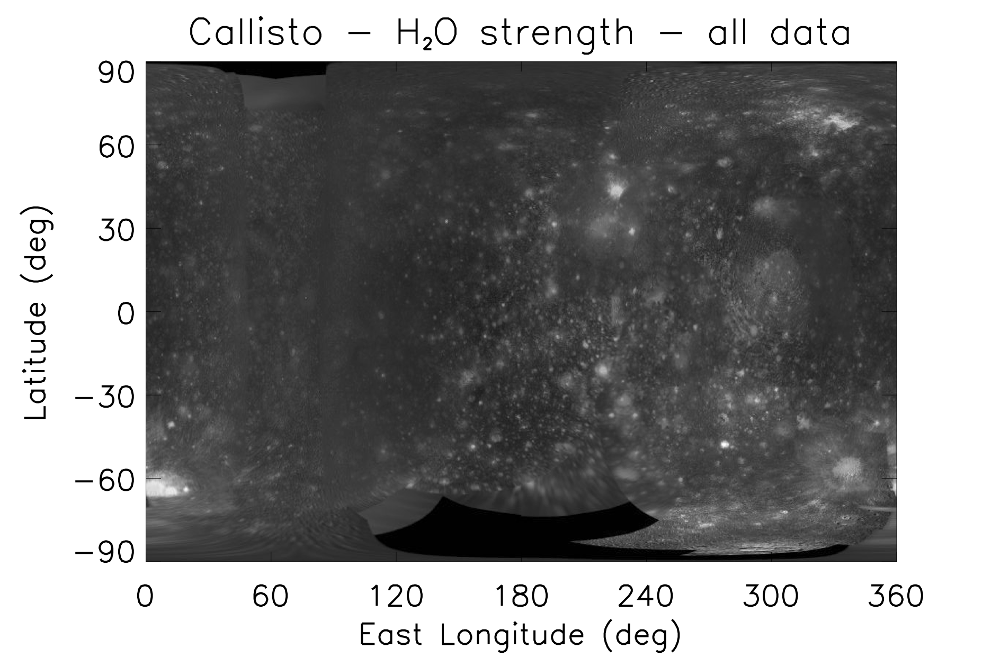 Callisto — H₂O strength — all data
90
60
30
0
−30
−60
−90
Latitude (deg)
0 60 120 180 240 300 360
East Longitude (deg)